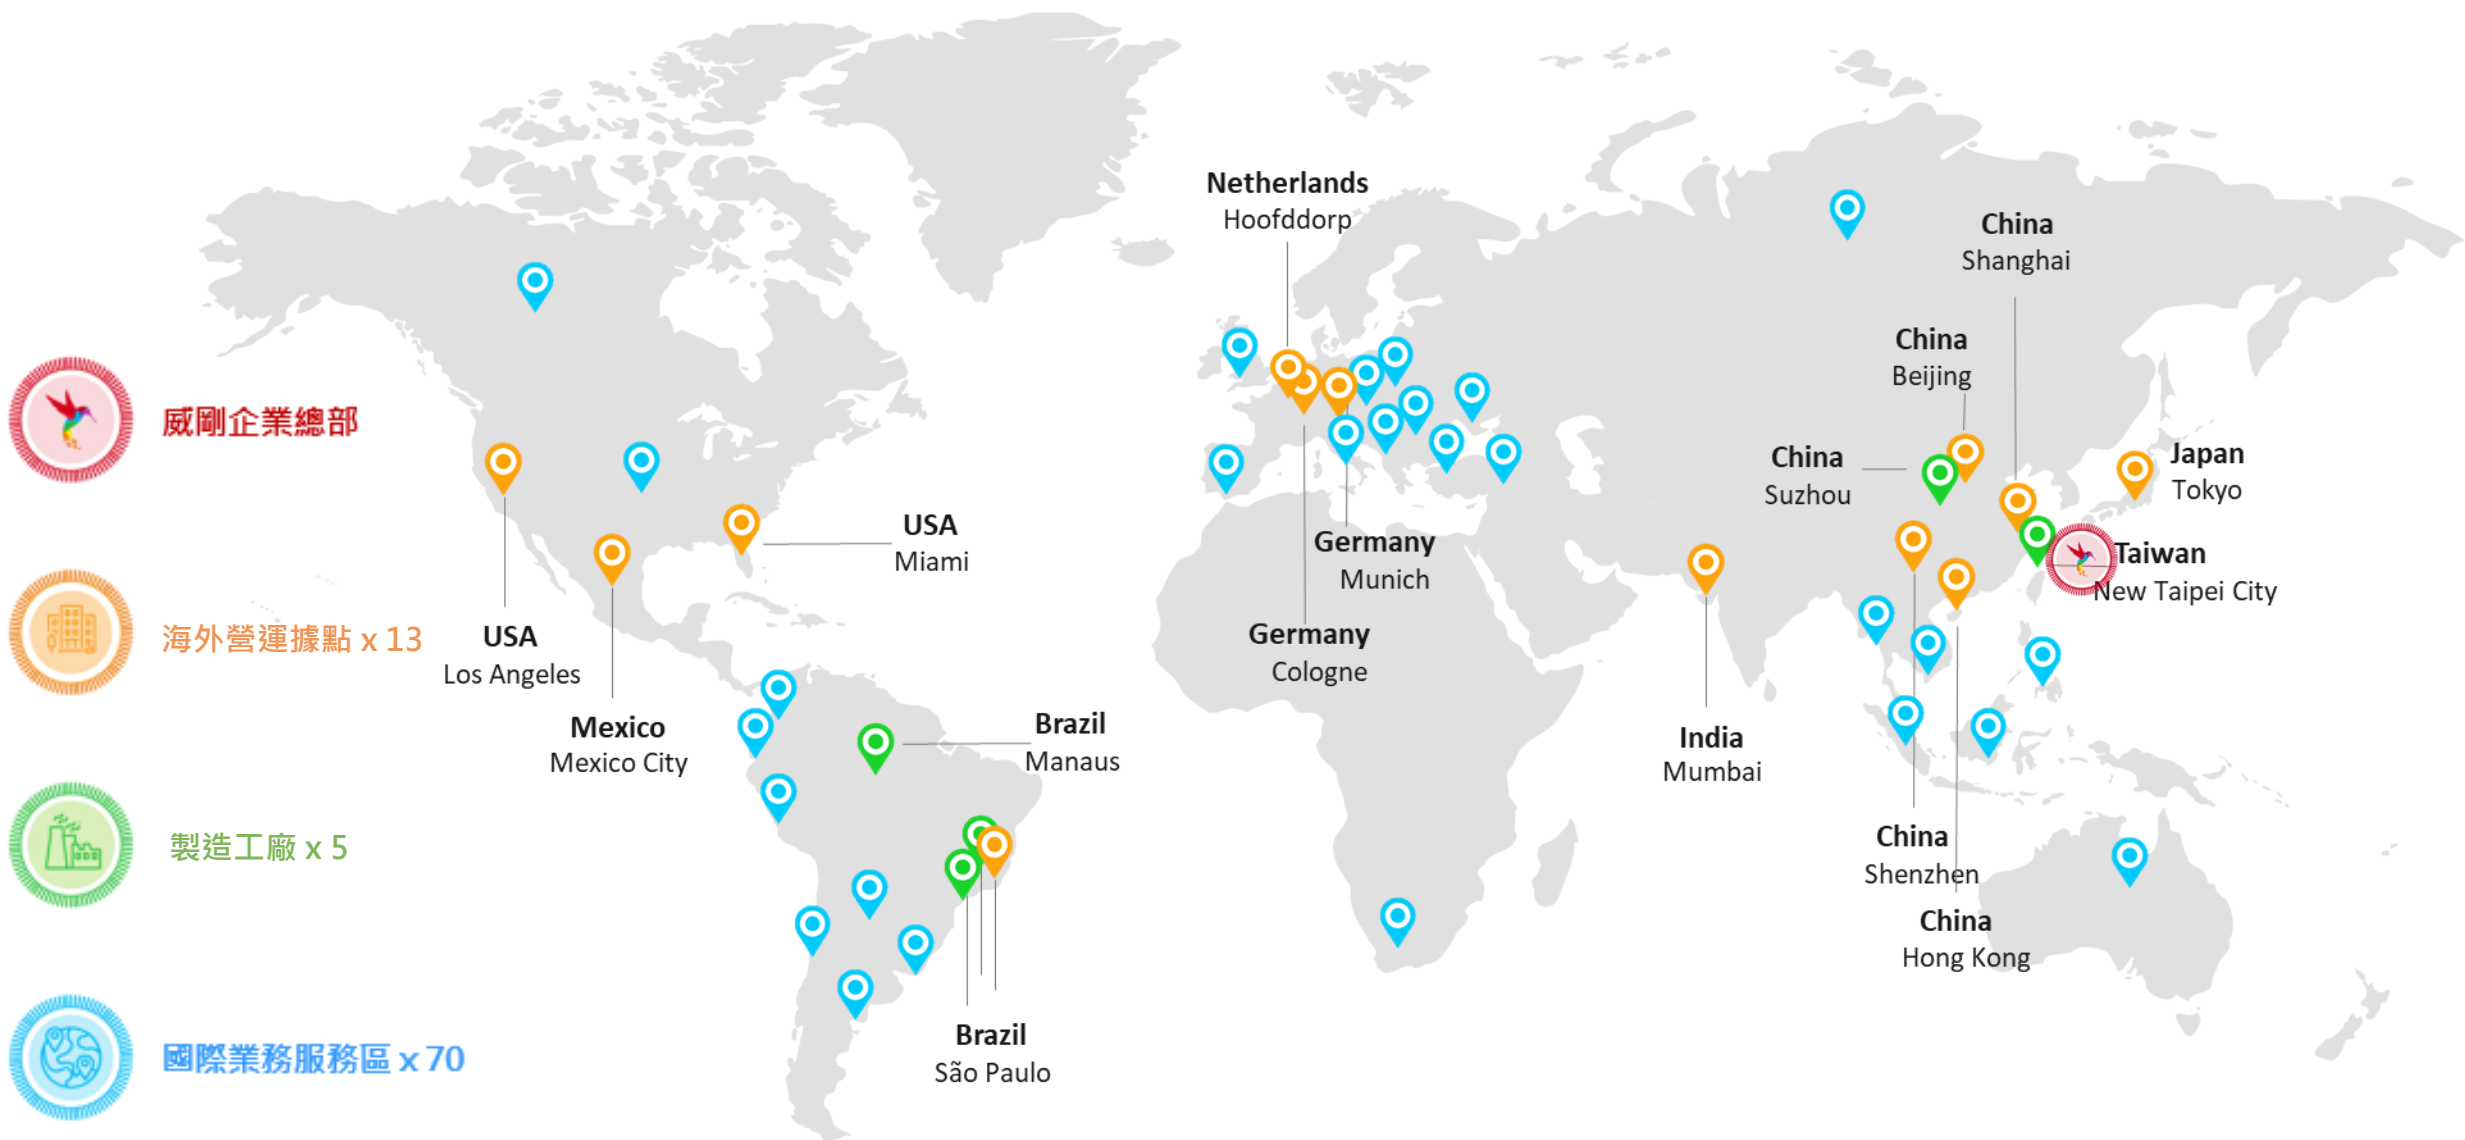 Netherlands
Hoofddorp
China
Shanghai
China
Beijing
威剛企業總部
China
Suzhou
Japan
Tokyo
USA
Miami
Germany
Munich
Taiwan
New Taipei City
海外營運據點 x 13
USA
Los Angeles
Germany
Cologne
Mexico
Mexico City
Brazil
Manaus
India
Mumbai
製造工廠 x 5
China
Shenzhen
China
Hong Kong
Brazil
São Paulo
國際業務服務區 x 70